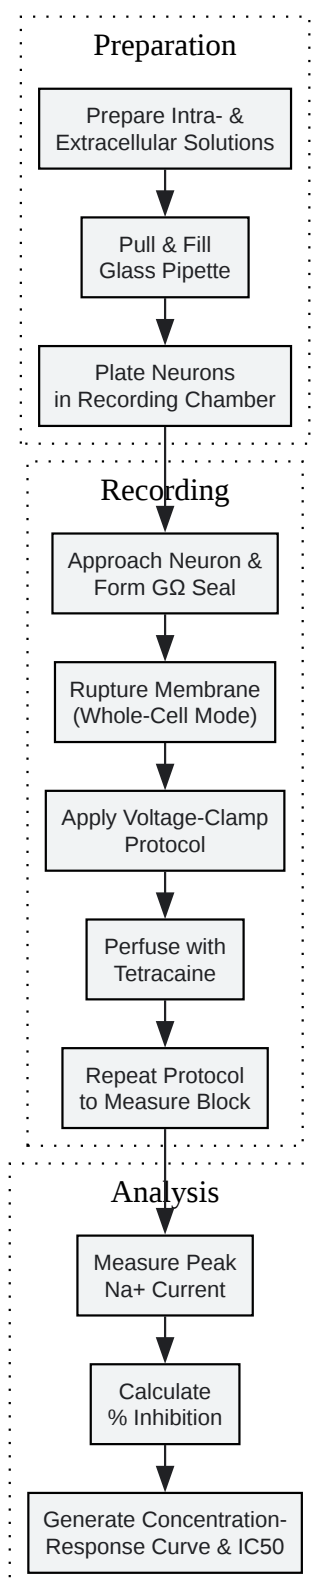 Preparation
Prepare Intra- &
Extracellular Solutions
Pull & Fill
Glass Pipette
Plate Neurons
in Recording Chamber
Recording
Approach Neuron &
Form GΩ Seal
Rupture Membrane
(Whole-Cell Mode)
Apply Voltage-Clamp
Protocol
Perfuse with
Tetracaine
Repeat Protocol
to Measure Block
Analysis
Measure Peak
Na+ Current
Calculate
% Inhibition
Generate Concentration-
Response Curve & IC50